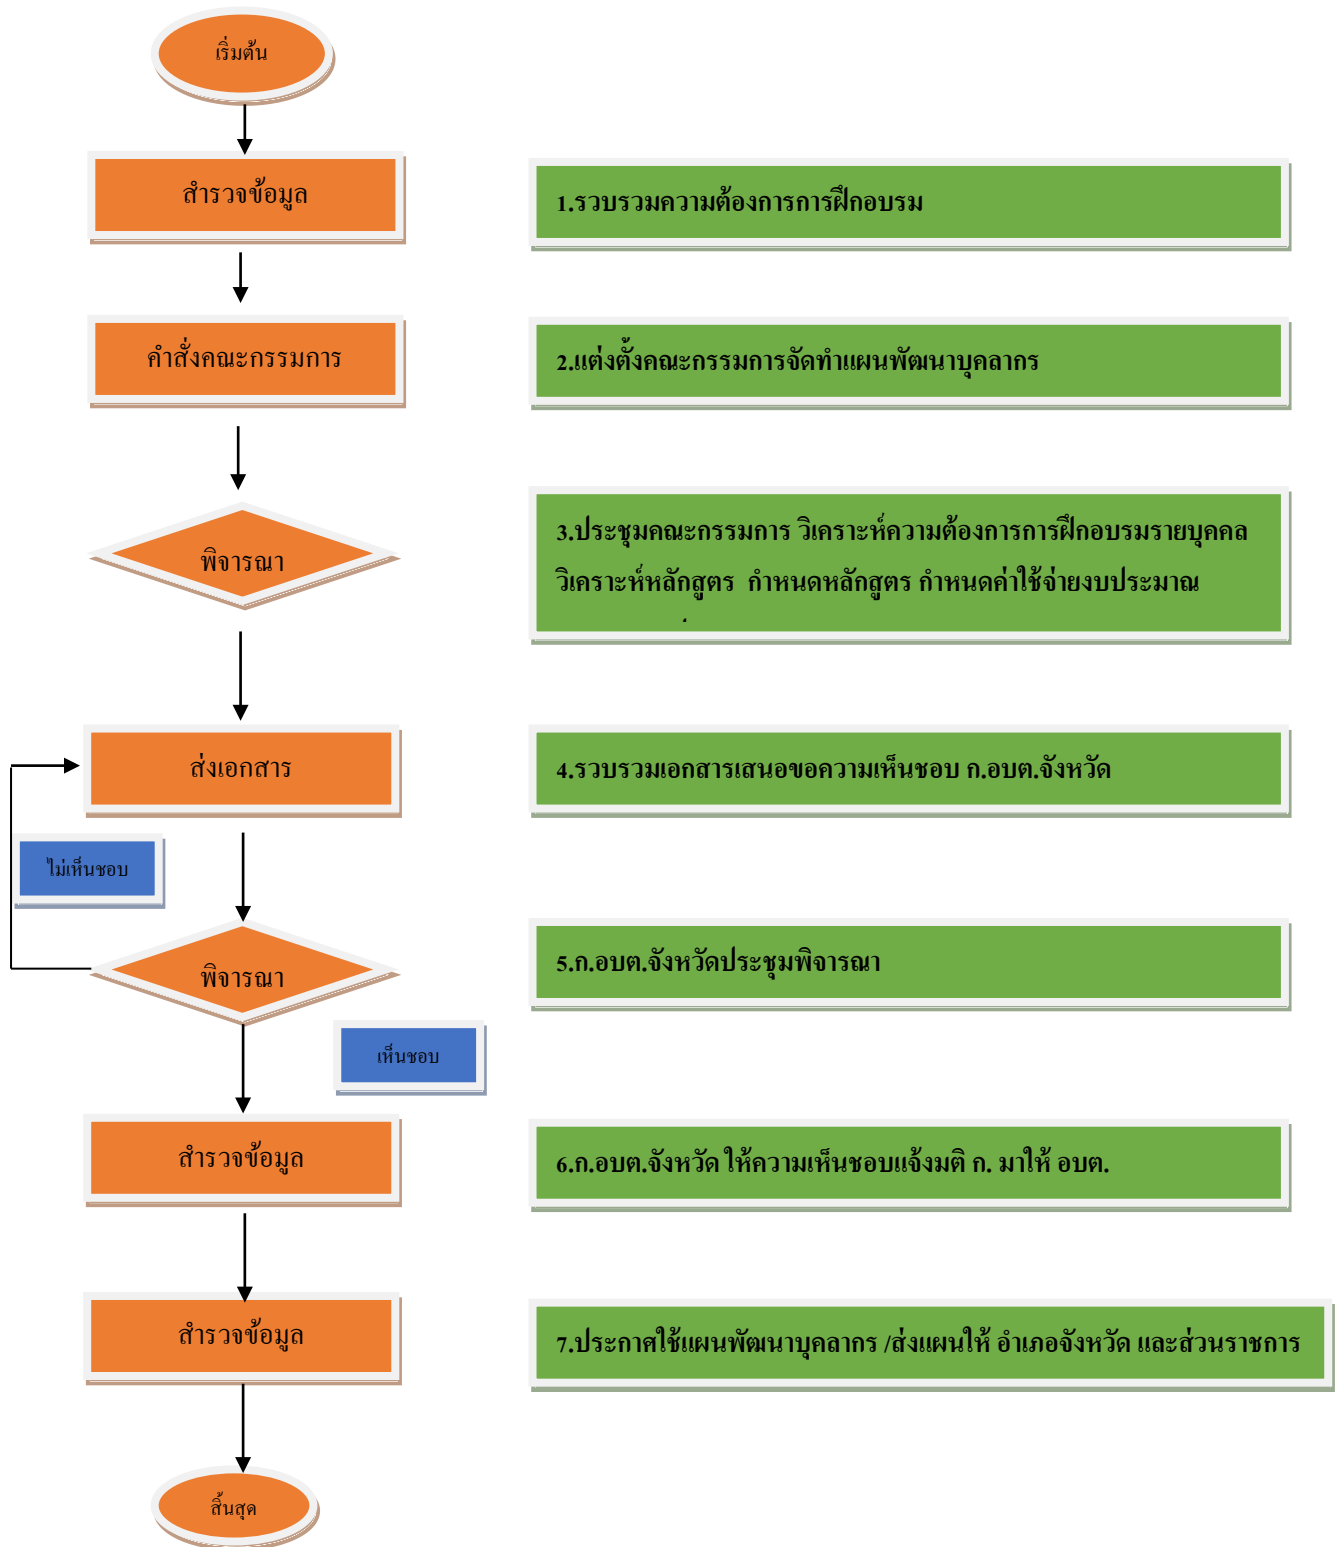 เริ่มต้น
สำรวจข้อมูล
1.รวบรวมความต้องการการฝึกอบรม
คำสั่งคณะกรรมการ
2.แต่งตั้งคณะกรรมการจัดทำแผนพัฒนาบุคลากร
พิจารณา
3.ประชุมคณะกรรมการ วิเคราะห์ความต้องการการฝึกอบรมรายบุคคล
วิเคราะห์หลักสูตร กำหนดหลักสูตร กำหนดค่าใช้จ่ายงบประมาณ
ส่งเอกสาร
4.รวบรวมเอกสารเสนอขอความเห็นชอบ ก.อบต.จังหวัด
ไม่เห็นชอบ
พิจารณา
5.ก.อบต.จังหวัดประชุมพิจารณา
เห็นชอบ
สำรวจข้อมูล
6.ก.อบต.จังหวัด ให้ความเห็นชอบแจ้งมติ ก. มาให้ อบต.
สำรวจข้อมูล
7.ประกาศใช้แผนพัฒนาบุคลากร /ส่งแผนให้ อำเภอจังหวัด และส่วนราชการ
สิ้นสุด